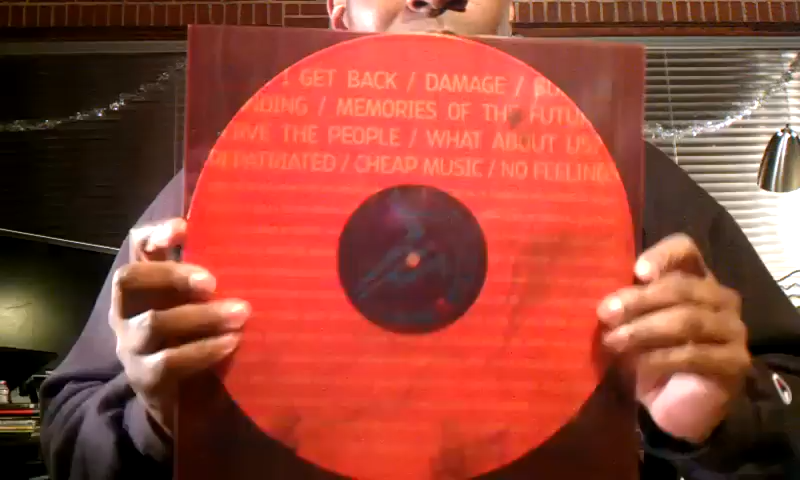 I GET BACK / DAMAGE /
MEMORIES OF THE
THE PEOPLE / WHAT ABOUT US?
/ CHEAP MUSIC / NO